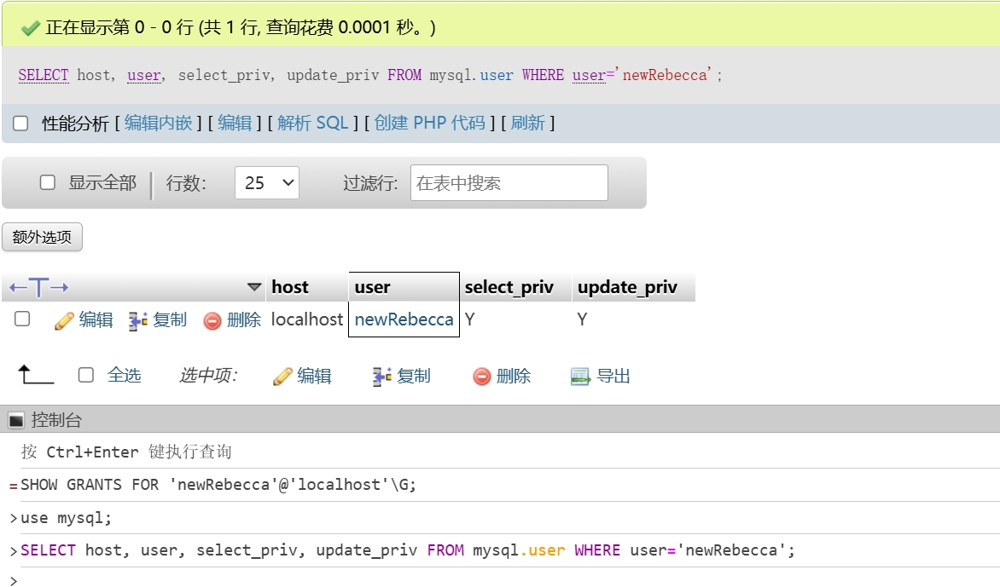 正在显示第 0 - 0 行 (共 1 行, 查询花费 0.0001 秒。)
SELECT host, user, select_priv, update_priv FROM mysql.user WHERE user='newRebecca';
性能分析 [ 编辑内嵌 ] [ 编辑 ] [ 解析 SQL ] [ 创建 PHP 代码 ] [ 刷新 ]
显示全部 行数： 25 过滤行: 在表中搜索
额外选项
←T→ host user select_priv update_priv
编辑 复制 删除 localhost newRebecca Y Y
全选 选中项： 编辑 复制 删除 导出
控制台
按 Ctrl+Enter 键执行查询
=SHOW GRANTS FOR 'newRebecca'@'localhost'\G;
>use mysql;
>SELECT host, user, select_priv, update_priv FROM mysql.user WHERE user='newRebecca';
>